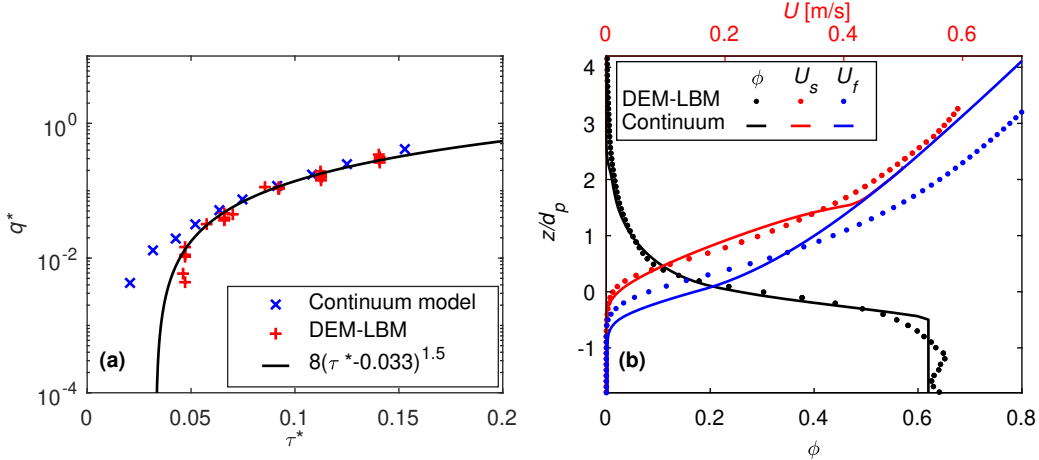 10^0
10^{-2}
10^{-4}
q^*
0
0.05
0.1
0.15
0.2
τ^*
(a)
Continuum model
DEM-LBM
8(τ^*-0.033)^{1.5}
U [m/s]
0
0.2
0.4
0.6
4
3
2
1
0
-1
z/d_p
ϕ U_s U_f
DEM-LBM
Continuum
(b)
0
0.2
0.4
0.6
0.8
ϕ